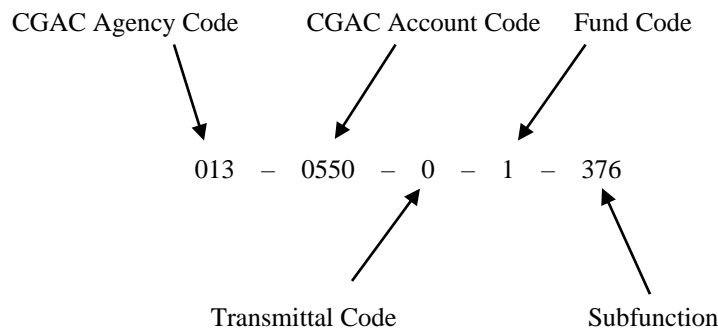 CGAC Agency Code CGAC Account Code Fund Code
013 – 0550 – 0 – 1 – 376
Transmittal Code Subfunction